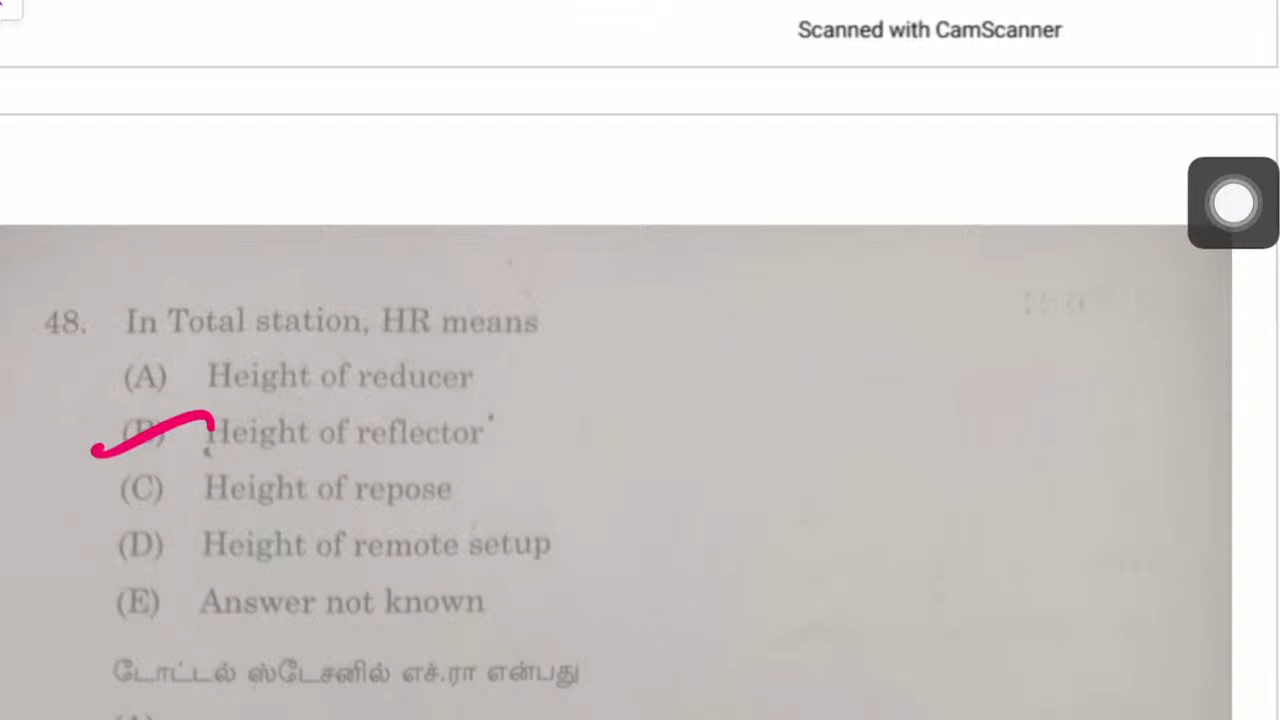 Scanned with CamScanner
48. In Total station, HR means
(A) Height of reducer
(B) Height of reflector
(C) Height of repose
(D) Height of remote setup
(E) Answer not known
டோட்டல் ஸ்டேசனில் எச்.ரா என்பது
(A)